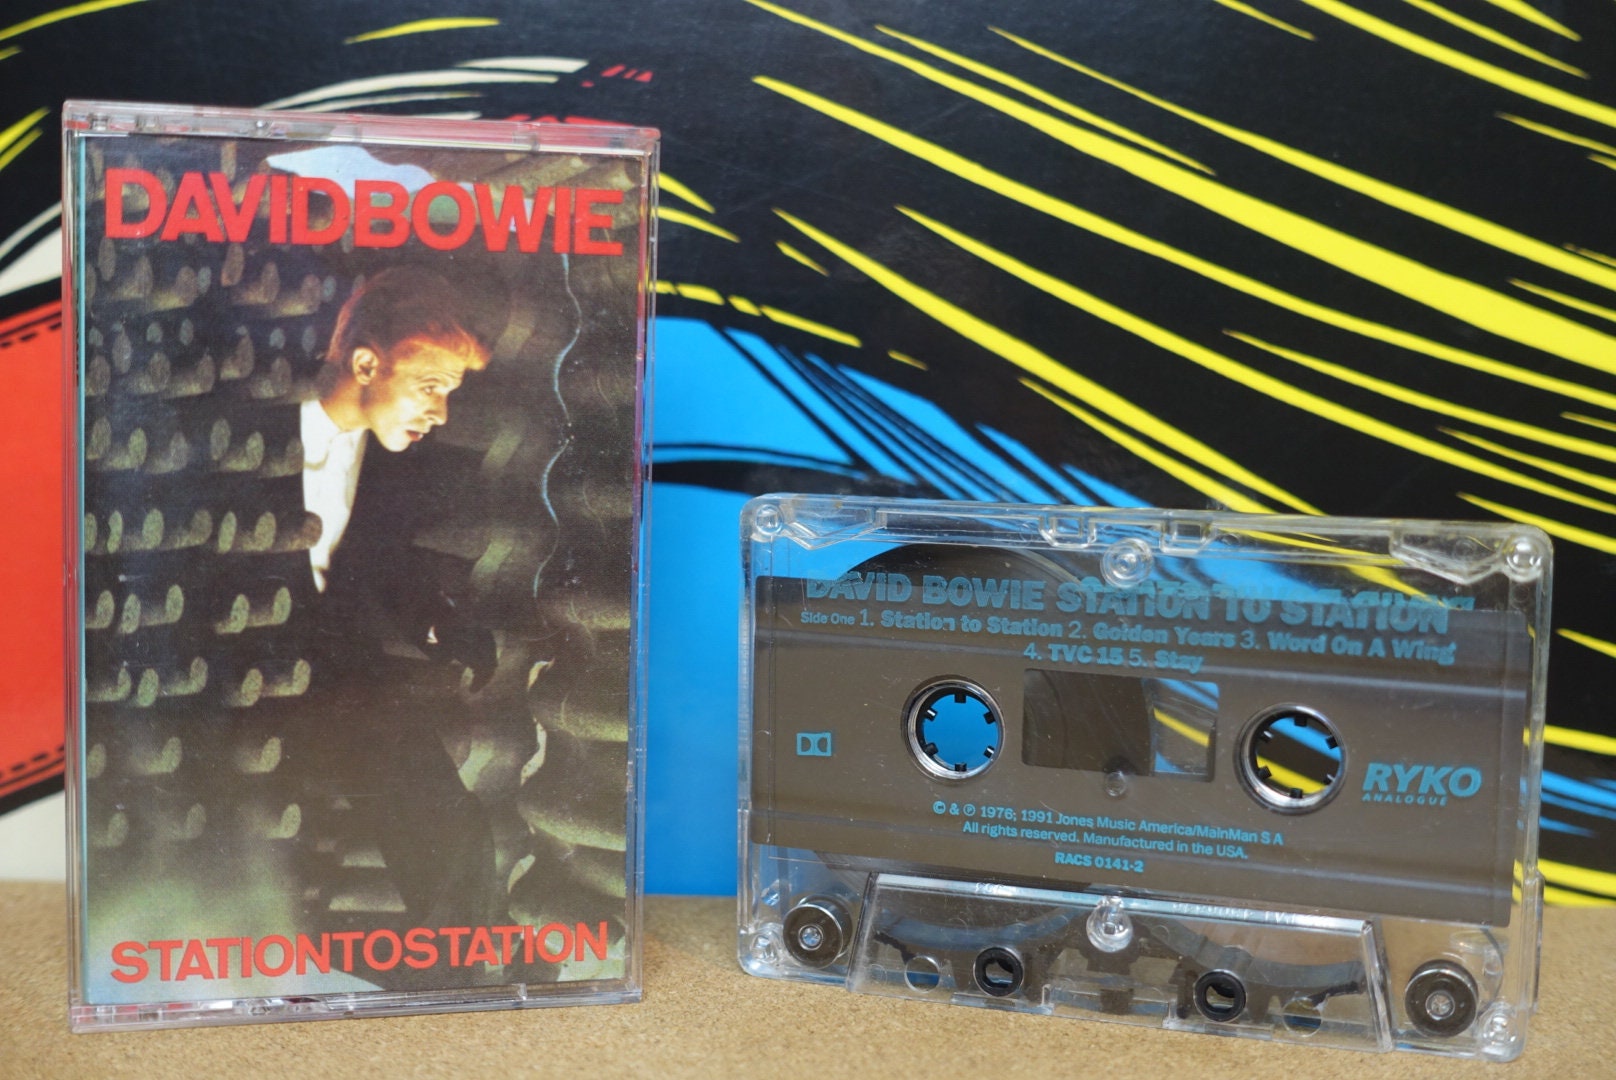 DAVIDBOWIE
STATIONTOSTATION
DAVID BOWIE STATION TO STATION
Side One 1. Station to Station 2. Golden Years 3. Word On A Wing
4. TVC 15 5. Stay
RYKO
ANALOGUE
© & ℗ 1976; 1991 Jones Music America/MainMan S A
All rights reserved. Manufactured in the USA.
RACS 0141-2